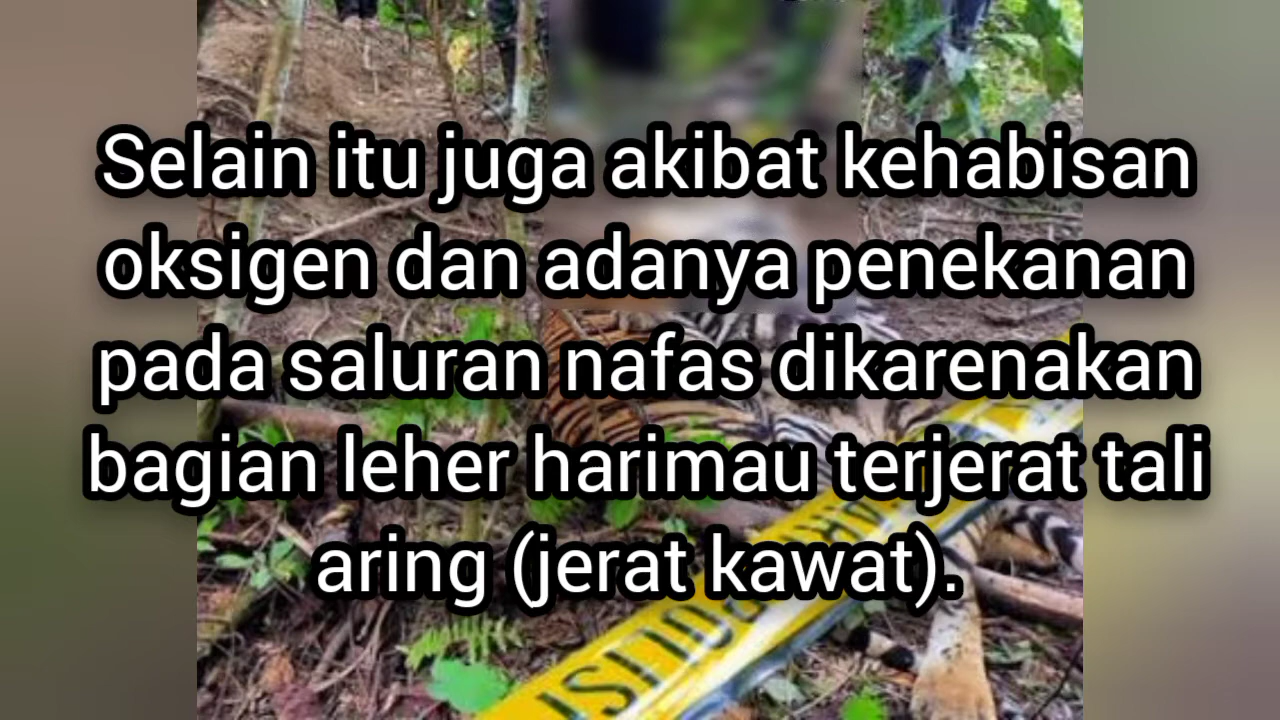 Selain itu juga akibat kehabisan
oksigen dan adanya penekanan
pada saluran nafas dikarenakan
bagian leher harimau terjerat tali
aring (jerat kawat).
POLISI